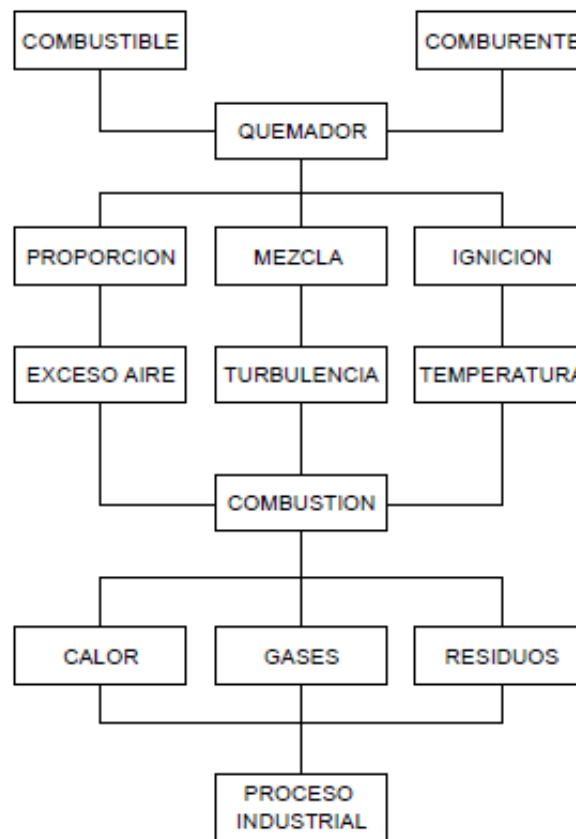 COMBUSTIBLE
COMBURENTE
QUEMADOR
PROPORCION
MEZCLA
IGNICION
EXCESO AIRE
TURBULENCIA
TEMPERATURA
COMBUSTION
CALOR
GASES
RESIDUOS
PROCESO
INDUSTRIAL